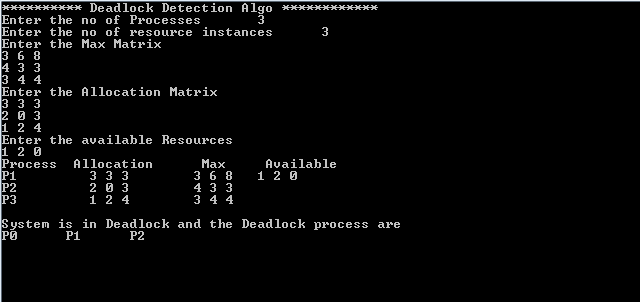 ********** Deadlock Detection Algo ************
Enter the no of Processes 3
Enter the no of resource instances 3
Enter the Max Matrix
3 6 8
4 3 3
3 4 4
Enter the Allocation Matrix
3 3 3
2 0 3
1 2 4
Enter the available Resources
1 2 0
Process Allocation Max Available
P1 3 3 3 3 6 8 1 2 0
P2 2 0 3 4 3 3
P3 1 2 4 3 4 4
System is in Deadlock and the Deadlock process are
P0 P1 P2